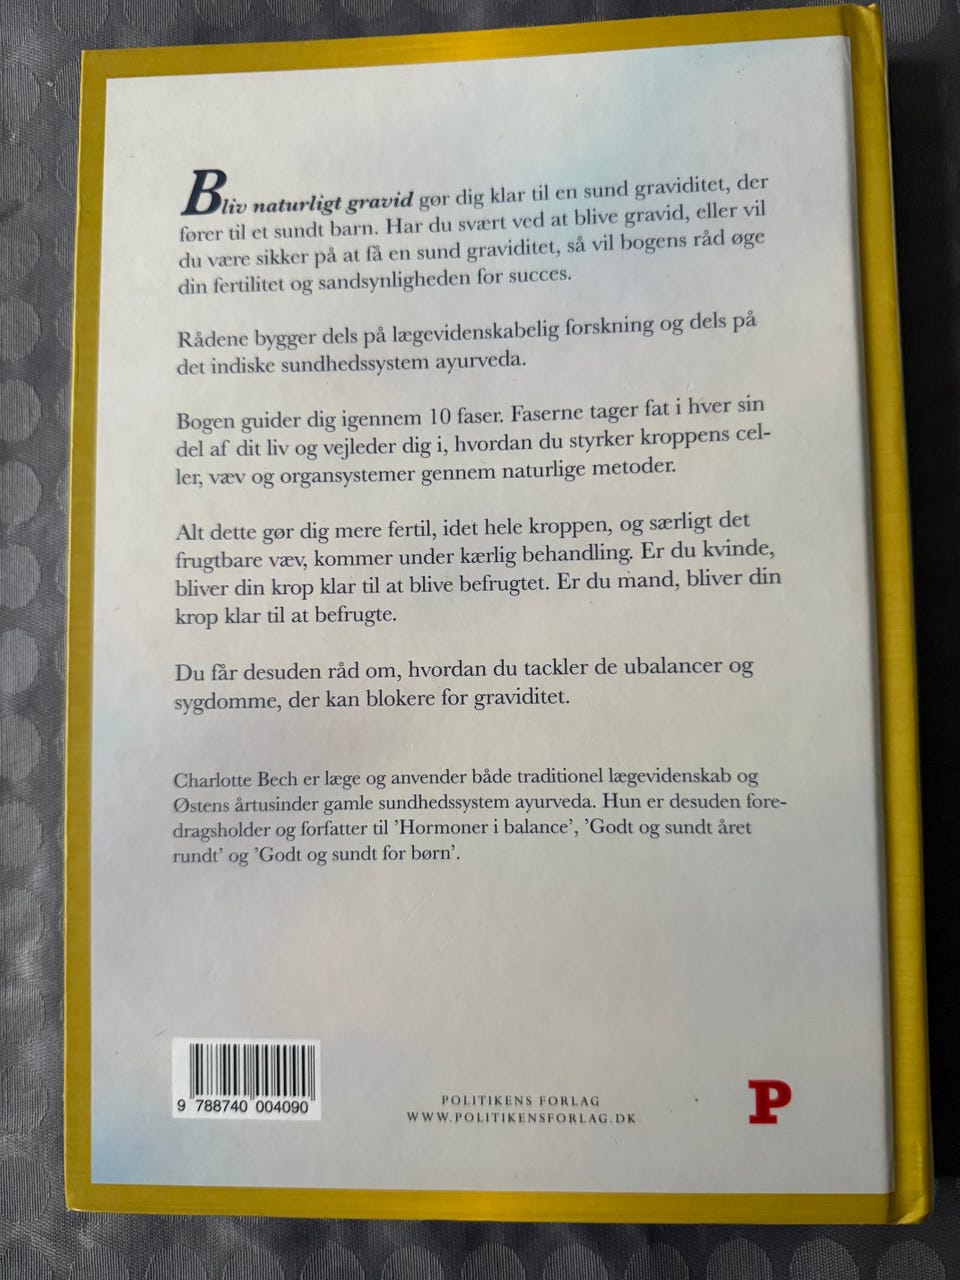 Bliv naturligt gravid gør dig klar til en sund graviditet, der
fører til et sundt barn. Har du svært ved at blive gravid, eller vil
du være sikker på at få en sund graviditet, så vil bogens råd øge
din fertilitet og sandsynligheden for succes.
Rådene bygger dels på lægevidenskabelig forskning og dels på
det indiske sundhedssystem ayurveda.
Bogen guider dig igennem 10 faser. Faserne tager fat i hver sin
del af dit liv og vejleder dig i, hvordan du styrker kroppens cel-
ler, væv og organsystemer gennem naturlige metoder.
Alt dette gør dig mere fertil, idet hele kroppen, og særligt det
frugtbare væv, kommer under kærlig behandling. Er du kvinde,
bliver din krop klar til at blive befrugtet. Er du mand, bliver din
krop klar til at befrugte.
Du får desuden råd om, hvordan du tackler de ubalancer og
sygdomme, der kan blokere for graviditet.
Charlotte Bech er læge og anvender både traditionel lægevidenskab og
Østens årtusinder gamle sundhedssystem ayurveda. Hun er desuden fore-
dragsholder og forfatter til ’Hormoner i balance’, ’Godt og sundt året
rundt’ og ’Godt og sundt for børn’.
9 788740 004090
POLITIKENS FORLAG
WWW.POLITIKENSFORLAG.DK
P